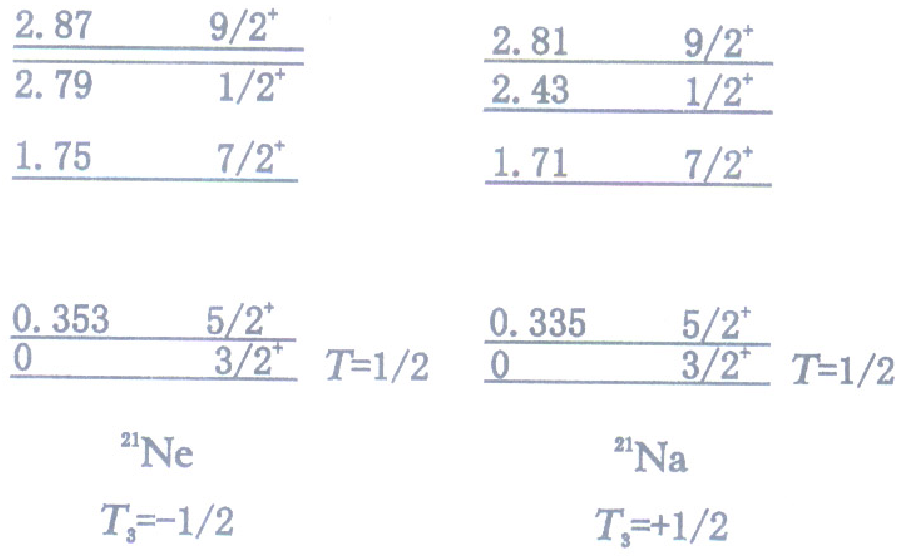 2.87 9/2⁺
2.79 1/2⁺
1.75 7/2⁺
0.353 5/2⁺
0 3/2⁺ T=1/2
²¹Ne
T₃=-1/2
2.81 9/2⁺
2.43 1/2⁺
1.71 7/2⁺
0.335 5/2⁺
0 3/2⁺ T=1/2
²¹Na
T₃=+1/2